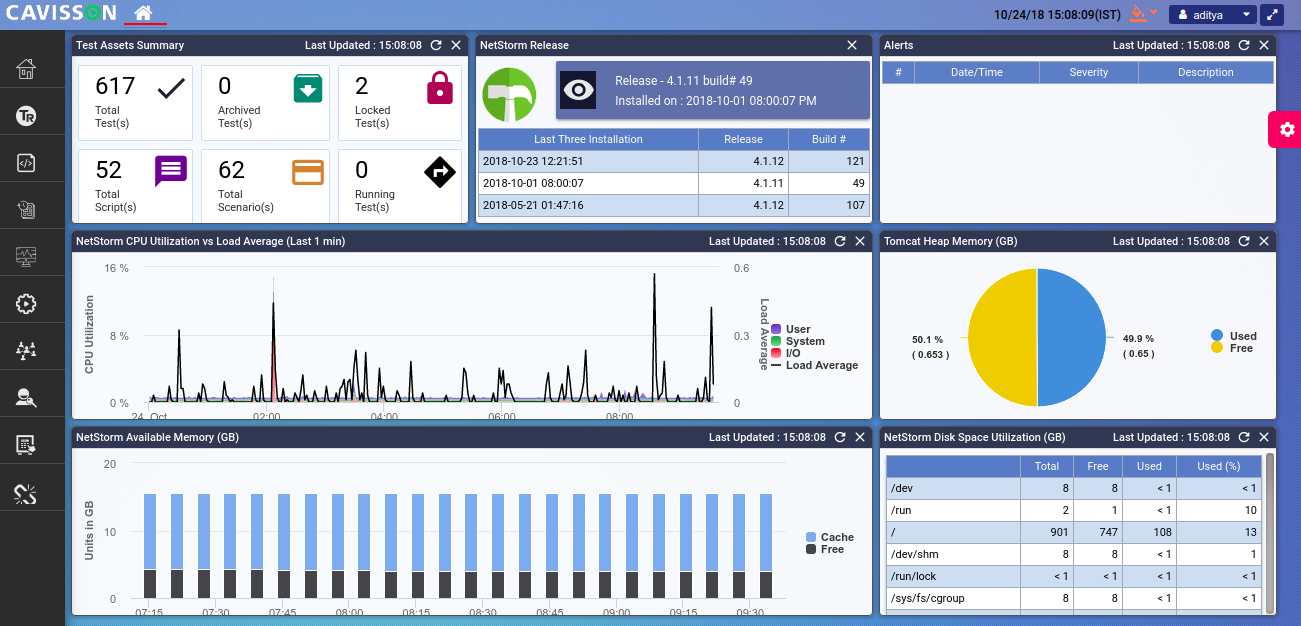 CAVISSON
10/24/18 15:08:09(IST)
aditya
Test Assets Summary
Last Updated : 15:08:08
617
Total
Test(s)
0
Archived
Test(s)
2
Locked
Test(s)
52
Total
Script(s)
62
Total
Scenario(s)
0
Running
Test(s)
NetStorm Release
Release - 4.1.11 build# 49
Installed on : 2018-10-01 08:00:07 PM
Last Three Installation Release Build #
2018-10-23 12:21:51 4.1.12 121
2018-10-01 08:00:07 4.1.11 49
2018-05-21 01:47:16 4.1.12 107
Alerts
Last Updated : 15:08:08
# Date/Time Severity Description
TR
NetStorm CPU Utilization vs Load Average (Last 1 min)
Last Updated : 15:08:08
CPU Utilization
16 %
8 %
0 %
0.6
0.3
0
Load Average
24. Oct 02:00 04:00 06:00 08:00
User
System
I/O
Load Average
Tomcat Heap Memory (GB)
Last Updated : 15:08:08
50.1 %
( 0.653 )
49.9 %
( 0.65 )
Used
Free
NetStorm Available Memory (GB)
Last Updated : 15:08:08
Units in GB
20
10
0
07:15 07:30 07:45 08:00 08:15 08:30 08:45 09:00 09:15 09:30
Cache
Free
NetStorm Disk Space Utilization (GB)
Last Updated : 15:08:08
Total Free Used Used (%)
/dev 8 8 < 1 < 1
/run 2 1 < 1 10
/ 901 747 108 13
/dev/shm 8 8 < 1 1
/run/lock < 1 < 1 < 1 < 1
/sys/fs/cgroup 8 8 < 1 < 1